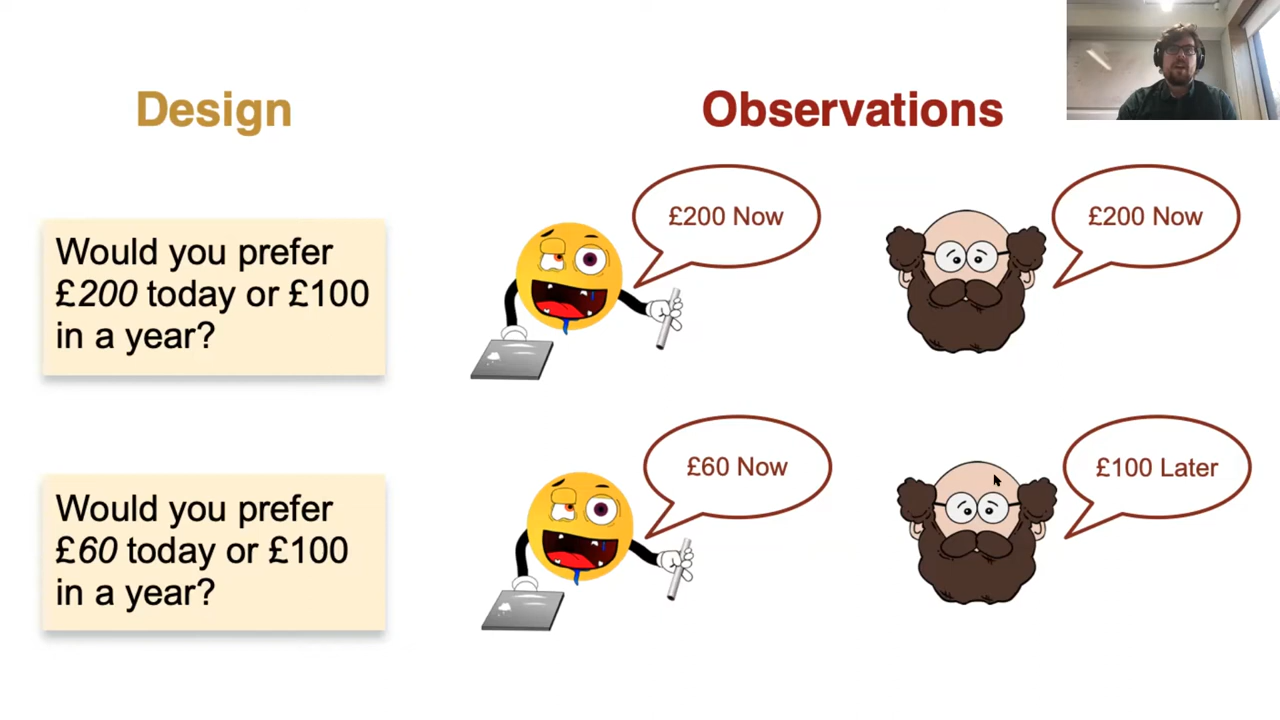 Design
Observations
Would you prefer
£200 today or £100
in a year?
£200 Now
£200 Now
Would you prefer
£60 today or £100
in a year?
£60 Now
£100 Later